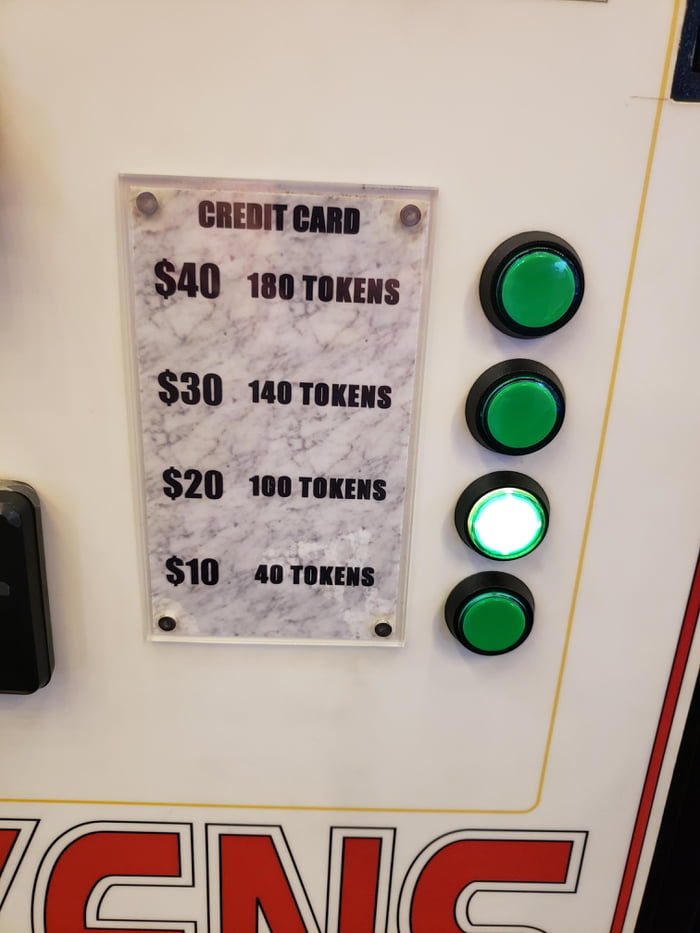 CREDIT CARD
$40 180 TOKENS
$30 140 TOKENS
$20 100 TOKENS
$10 40 TOKENS